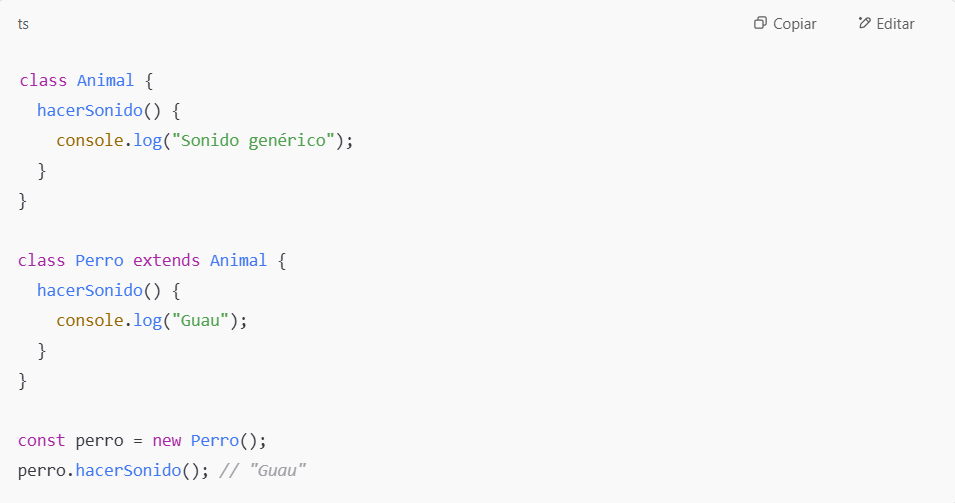 ts
Copiar
Editar
class Animal {
  hacerSonido() {
    console.log("Sonido genérico");
  }
}
class Perro extends Animal {
  hacerSonido() {
    console.log("Guau");
  }
}
const perro = new Perro();
perro.hacerSonido(); // "Guau"